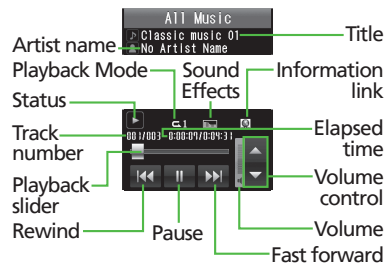 All Music
Classic music 01
No Artist Name
Title
Artist name
Playback Mode
Sound Effects
Information link
Status
1
Track number
001/003
0:00:07/0:04:31
Elapsed time
Playback slider
Volume control
Rewind
Pause
Volume
Fast forward